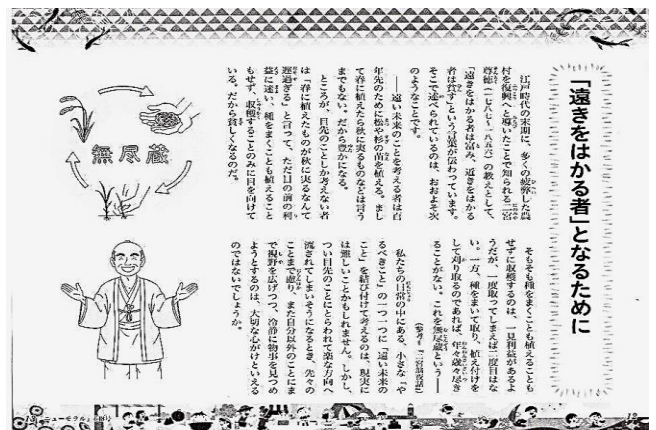 「遠きをはかる者」となるために
江戸時代の末期に、多くの疲弊した農
村を復興へと導いたことで知られる二宮
尊徳（一七八七〜一八五六）の教えとして、
「遠きをはかる者は富み、近きをはかる
者は貧す」という言葉が伝わっています。
そこで述べられているのは、おおよそ次
のようなことです。
――遠い未来のことを考える者は百
年先のために松や杉の苗を植える。まし
て春に植えたら秋に実るものなどは言う
までもない。だから豊かになる。
ところが、目先のことしか考えない者
は「春に植えたものが秋に実るなんて
遅過ぎる」と言って、ただ目の前の利
益に迷い、種をまくことも植えること
もせず、収穫することのみに目を向けて
いる。だから貧しくなるのだ。
そもそも種をまくことも植えることも
せずに収穫するのは、一見利益があるよ
うだが、一度取ってしまえば二度目はな
い。一方、種をまいて取り、植え付けを
して刈り取るのであれば、年々歳々尽き
ることがない。これを無尽蔵という――
（参考＝『二宮翁夜話』）
私たちの日常の中にある、小さな「や
るべきこと」の一つ一つに「遠い未来の
こと」を結び付けて考えるのは、現実に
は難しいことかもしれません。しかし、
つい目先のことにとらわれて楽な方向へ
流されてしまいそうになるとき、先々の
ことまで慮り、また自分以外のことにま
で視野を広げつつ、冷静に物事を見つめ
ようとするのは、大切な心がけといえる
のではないでしょうか。
無尽蔵